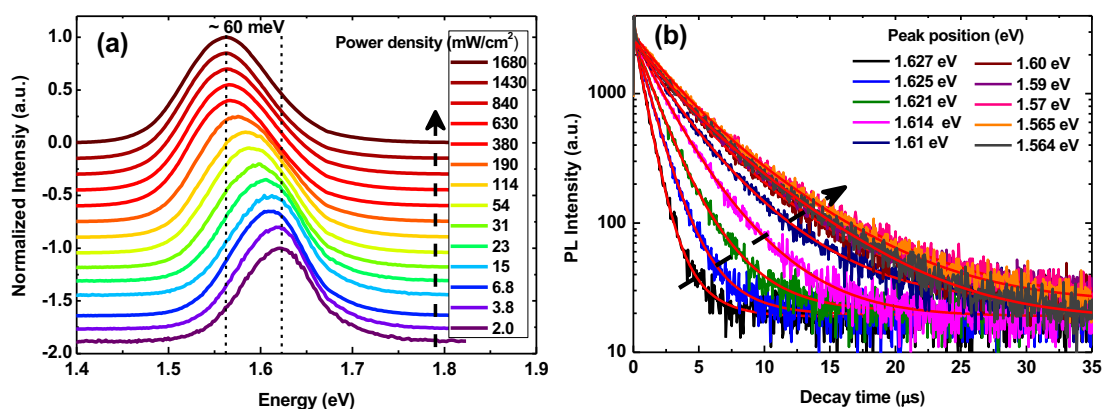 (a)
~ 60 meV
Power density (mW/cm²)
1680
1430
840
630
380
190
114
54
31
23
15
6.8
3.8
2.0
1.0
0.5
0.0
-0.5
-1.0
-1.5
-2.0
Normalized Intensiy (a.u.)
1.4 1.5 1.6 1.7 1.8 1.9
Energy (eV)
(b)
Peak position (eV)
1.627 eV 1.60 eV
1.625 eV 1.59 eV
1.621 eV 1.57 eV
1.614 eV 1.565 eV
1.61 eV 1.564 eV
1000
100
10
PL Intensity (a.u.)
0 5 10 15 20 25 30 35
Decay time (μs)